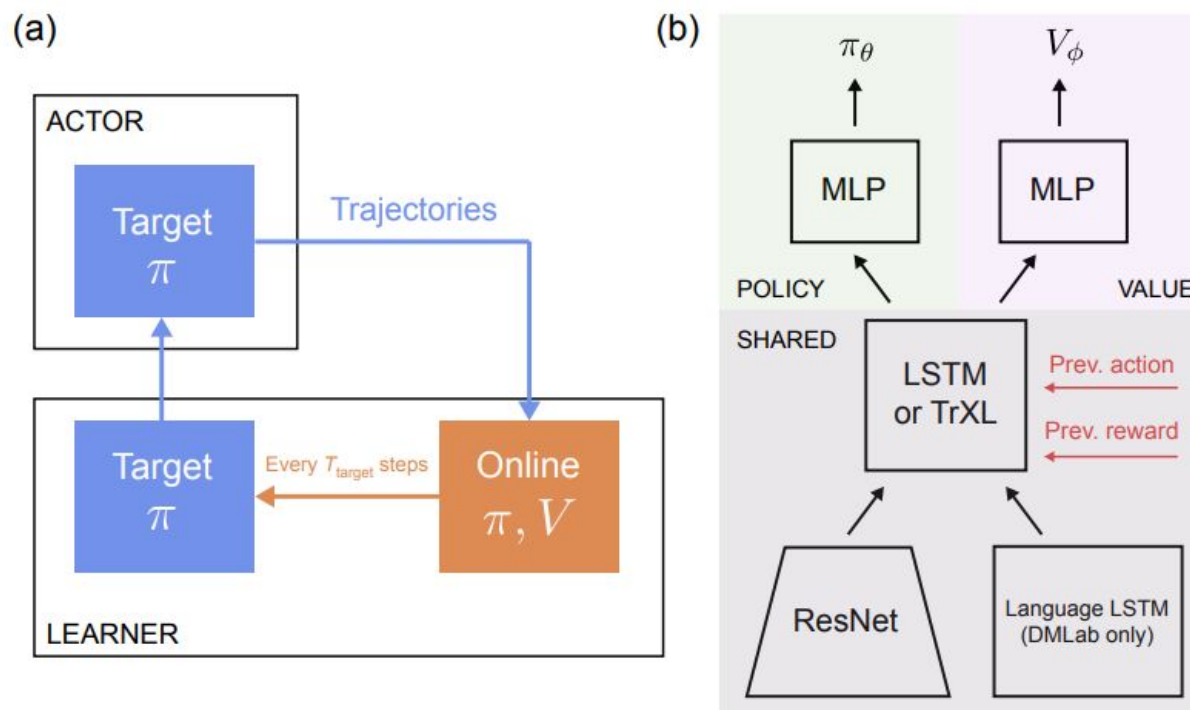 (a)
ACTOR
Target
π
Trajectories
Target
π
Every T_target steps
Online
π, V
LEARNER
(b)
π_θ
V_ϕ
MLP
MLP
POLICY
VALUE
SHARED
LSTM
or TrXL
Prev. action
Prev. reward
ResNet
Language LSTM
(DMLab only)